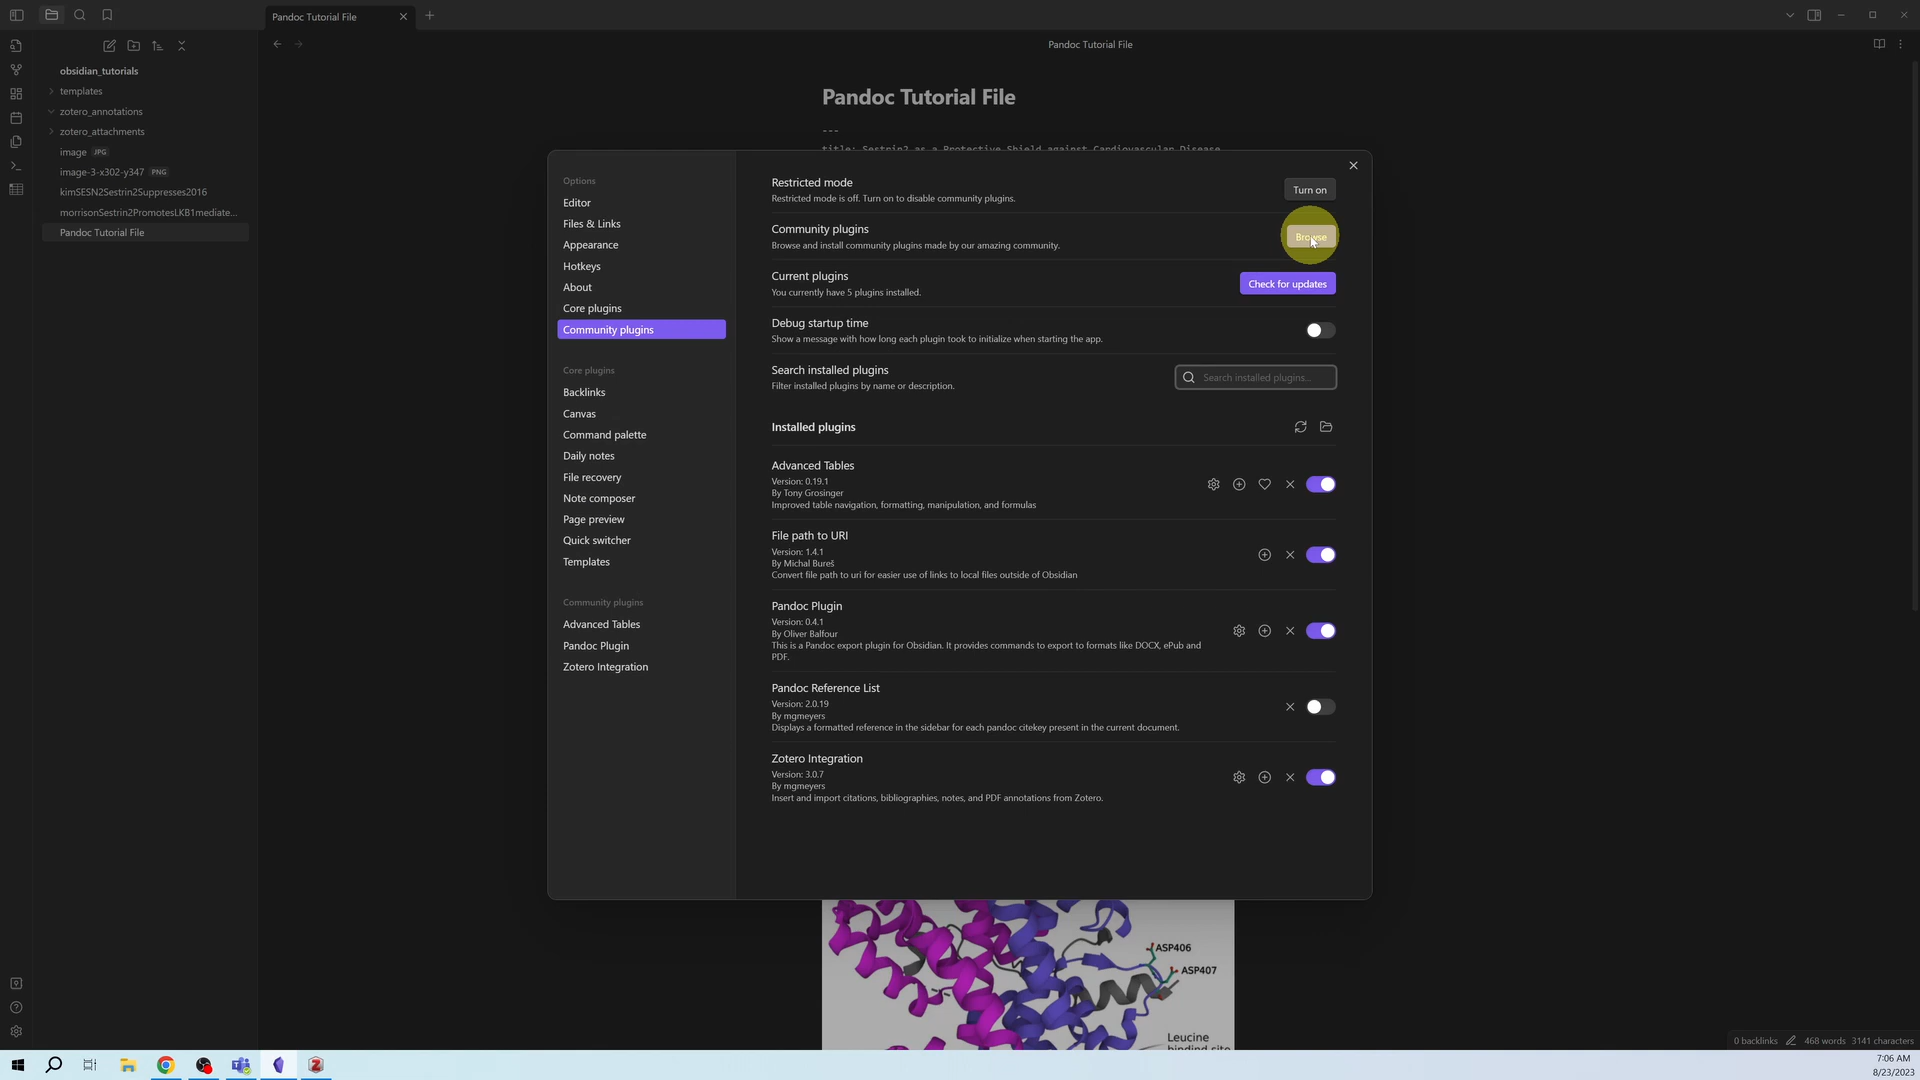 Pandoc Tutorial File
Pandoc Tutorial File
obsidian_tutorials
templates
zotero_annotations
zotero_attachments
image JPG
image-3-x302-y347 PNG
kimSESN2Sestrin2Suppresses2016
morrisonSestrin2PromotesLKB1mediate...
Pandoc Tutorial File
Pandoc Tutorial File
---
title: Sestrin2 as a Protective Shield against Cardiovascular Disease
Options
Editor
Files & Links
Appearance
Hotkeys
About
Core plugins
Community plugins
Core plugins
Backlinks
Canvas
Command palette
Daily notes
File recovery
Note composer
Page preview
Quick switcher
Templates
Community plugins
Advanced Tables
Pandoc Plugin
Zotero Integration
Restricted mode
Restricted mode is off. Turn on to disable community plugins.
Turn on
Community plugins
Browse and install community plugins made by our amazing community.
Browse
Current plugins
You currently have 5 plugins installed.
Check for updates
Debug startup time
Show a message with how long each plugin took to initialize when starting the app.
Search installed plugins
Filter installed plugins by name or description.
Search installed plugins...
Installed plugins
Advanced Tables
Version: 0.19.1
By Tony Grosinger
Improved table navigation, formatting, manipulation, and formulas
File path to URI
Version: 1.4.1
By Michal Bureš
Convert file path to uri for easier use of links to local files outside of Obsidian
Pandoc Plugin
Version: 0.4.1
By Oliver Balfour
This is a Pandoc export plugin for Obsidian. It provides commands to export to formats like DOCX, ePub and
PDF.
Pandoc Reference List
Version: 2.0.19
By mgmeyers
Displays a formatted reference in the sidebar for each pandoc citekey present in the current document.
Zotero Integration
Version: 3.0.7
By mgmeyers
Insert and import citations, bibliographies, notes, and PDF annotations from Zotero.
ASP406
ASP407
Leucine
binding site
0 backlinks 468 words 3141 characters
7:06 AM
8/23/2023